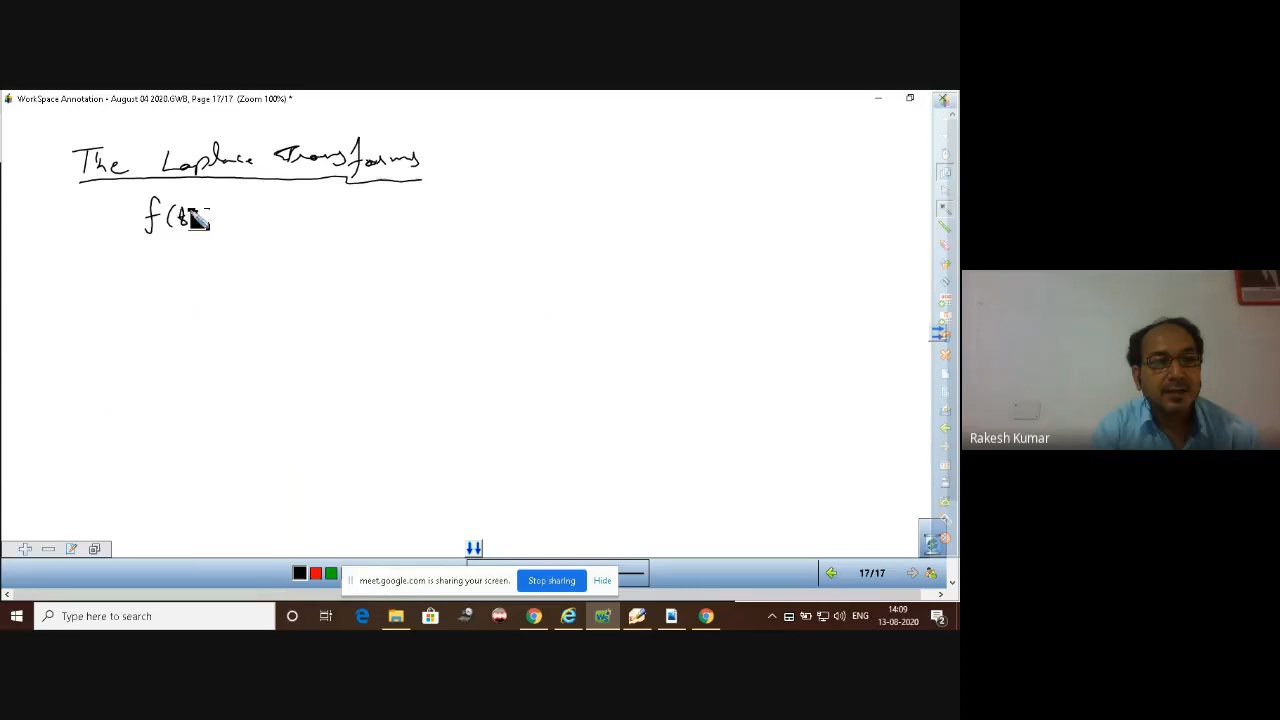 WorkSpace Annotation - August 04 2020.GWB, Page 17/17 (Zoom 100%) *
The Laplace Transforms
f(t
Rakesh Kumar
17/17
meet.google.com is sharing your screen. Stop sharing Hide
Type here to search
ENG
14:09
13-08-2020
2